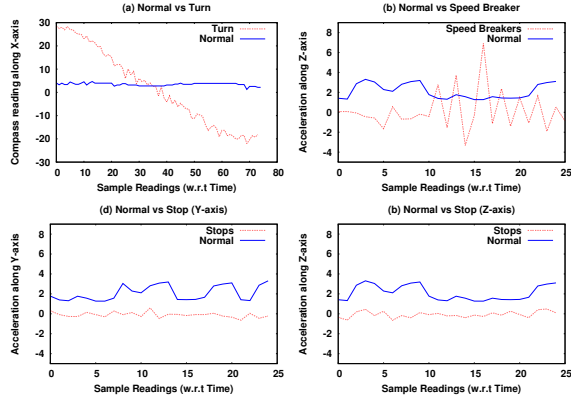 (a) Normal vs Turn
Compass reading along X-axis
30
20
10
0
-10
-20
-30
Turn
Normal
0 10 20 30 40 50 60 70 80
Sample Readings (w.r.t Time)
(b) Normal vs Speed Breaker
Acceleration along Z-axis
8
6
4
2
0
-2
-4
Speed Breakers
Normal
0 5 10 15 20 25
Sample Readings (w.r.t Time)
(d) Normal vs Stop (Y-axis)
Acceleration along Y-axis
8
6
4
2
0
-2
-4
Stops
Normal
0 5 10 15 20 25
Sample Readings (w.r.t Time)
(b) Normal vs Stop (Z-axis)
Acceleration along Z-axis
8
6
4
2
0
-2
-4
Stops
Normal
0 5 10 15 20 25
Sample Readings (w.r.t Time)